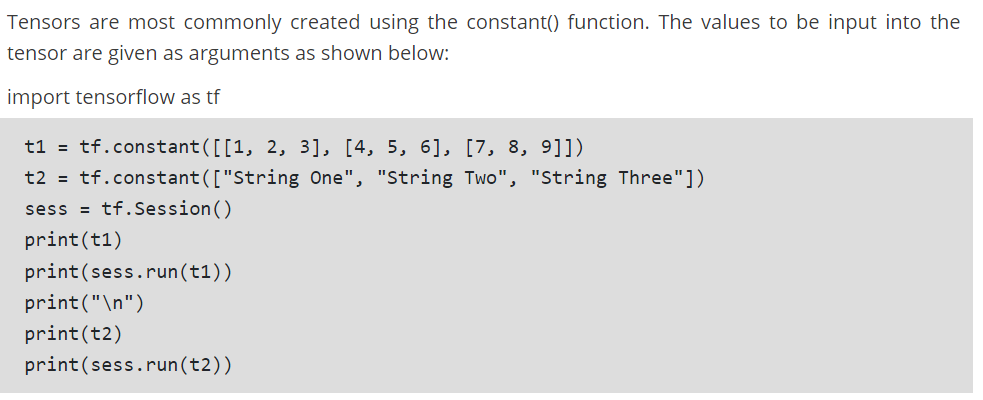 Tensors are most commonly created using the constant() function. The values to be input into the
tensor are given as arguments as shown below:
import tensorflow as tf
t1 = tf.constant([[1, 2, 3], [4, 5, 6], [7, 8, 9]])
t2 = tf.constant(["String One", "String Two", "String Three"])
sess = tf.Session()
print(t1)
print(sess.run(t1))
print("\n")
print(t2)
print(sess.run(t2))